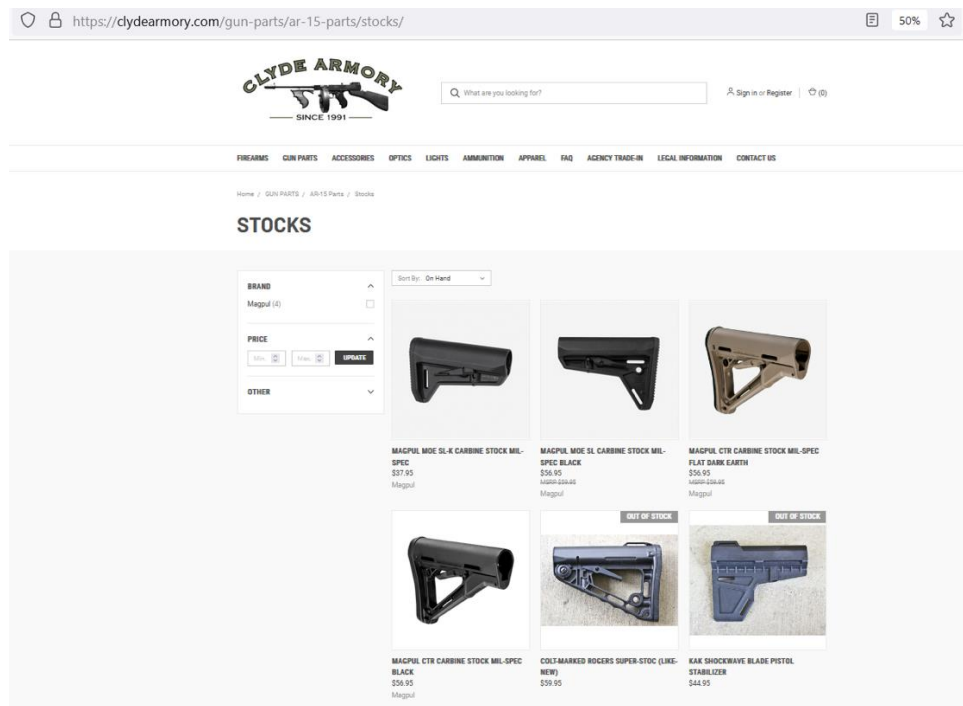 https://clydearmory.com/gun-parts/ar-15-parts/stocks/
50%
CLYDE ARMORY
SINCE 1991
What are you looking for?
Sign in or Register
(0)
FIREARMS GUN PARTS ACCESSORIES OPTICS LIGHTS AMMUNITION APPAREL FAQ AGENCY TRADE-IN LEGAL INFORMATION CONTACT US
Home / GUN PARTS / AR-15 Parts / Stocks
STOCKS
BRAND
Magpul (4)
PRICE
Min. Max. UPDATE
OTHER
Sort By: On Hand
MAGPUL MOE SL-K CARBINE STOCK MIL-
SPEC
$37.95
Magpul
MAGPUL MOE SL CARBINE STOCK MIL-
SPEC BLACK
$56.95
MSRP $59.95
Magpul
MAGPUL CTR CARBINE STOCK MIL-SPEC
FLAT DARK EARTH
$56.95
MSRP $59.95
Magpul
MAGPUL CTR CARBINE STOCK MIL-SPEC
BLACK
$56.95
Magpul
OUT OF STOCK
COLT-MARKED ROGERS SUPER-STOC (LIKE-
NEW)
$59.95
OUT OF STOCK
KAK SHOCKWAVE BLADE PISTOL
STABILIZER
$44.95